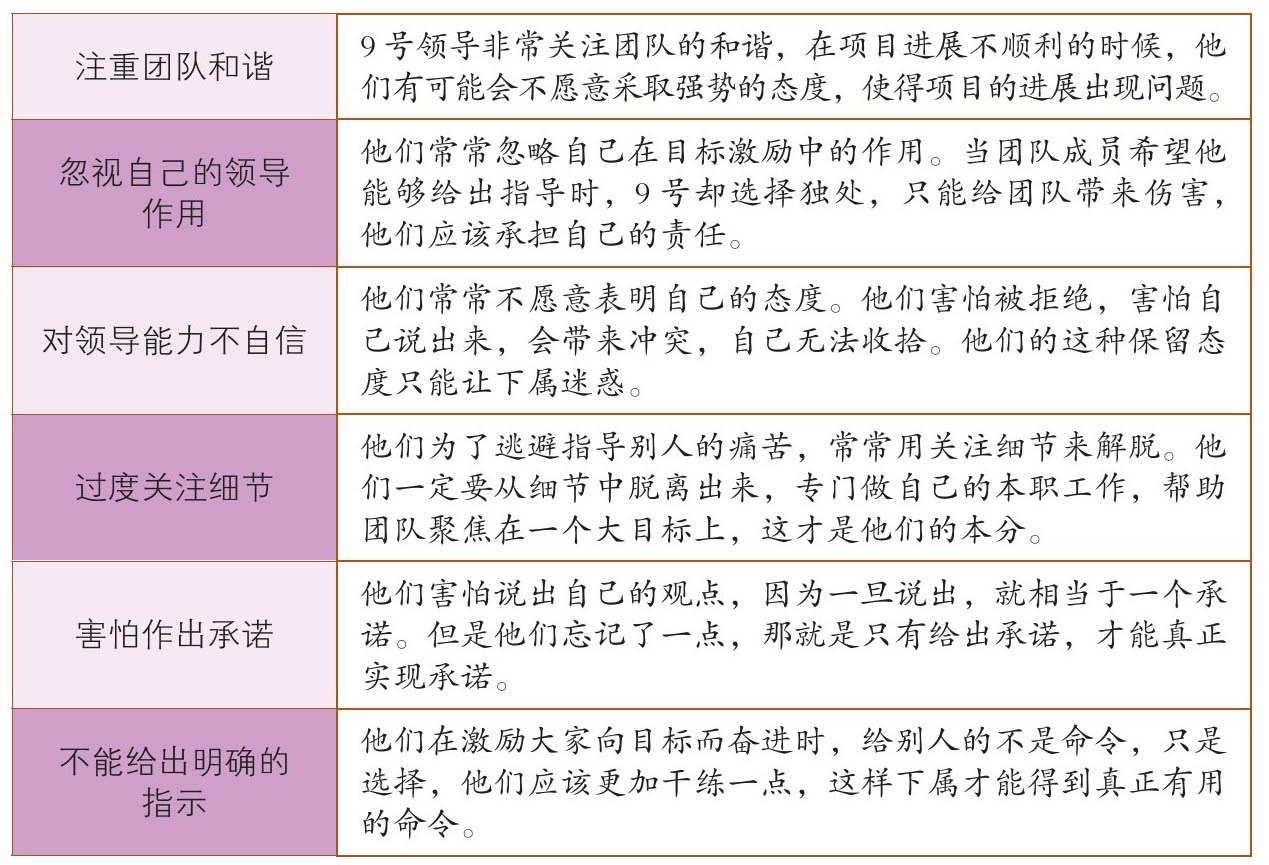 注重团队和谐
9号领导非常关注团队的和谐，在项目进展不顺利的时候，他
们有可能会不愿意采取强势的态度，使得项目的进展出现问题。
忽视自己的领导
作用
他们常常忽略自己在目标激励中的作用。当团队成员希望他
能够给出指导时，9号却选择独处，只能给团队带来伤害，
他们应该承担自己的责任。
对领导能力不自信
他们常常不愿意表明自己的态度。他们害怕被拒绝，害怕自
己说出来，会带来冲突，自己无法收拾。他们的这种保留态
度只能让下属迷惑。
过度关注细节
他们为了逃避指导别人的痛苦，常常用关注细节来解脱。他
们一定要从细节中脱离出来，专门做自己的本职工作，帮助
团队聚焦在一个大目标上，这才是他们的本分。
害怕作出承诺
他们害怕说出自己的观点，因为一旦说出，就相当于一个承
诺。但是他们忘记了一点，那就是只有给出承诺，才能真正
实现承诺。
不能给出明确的
指示
他们在激励大家向目标而奋进时，给别人的不是命令，只是
选择，他们应该更加干练一点，这样下属才能得到真正有用
的命令。